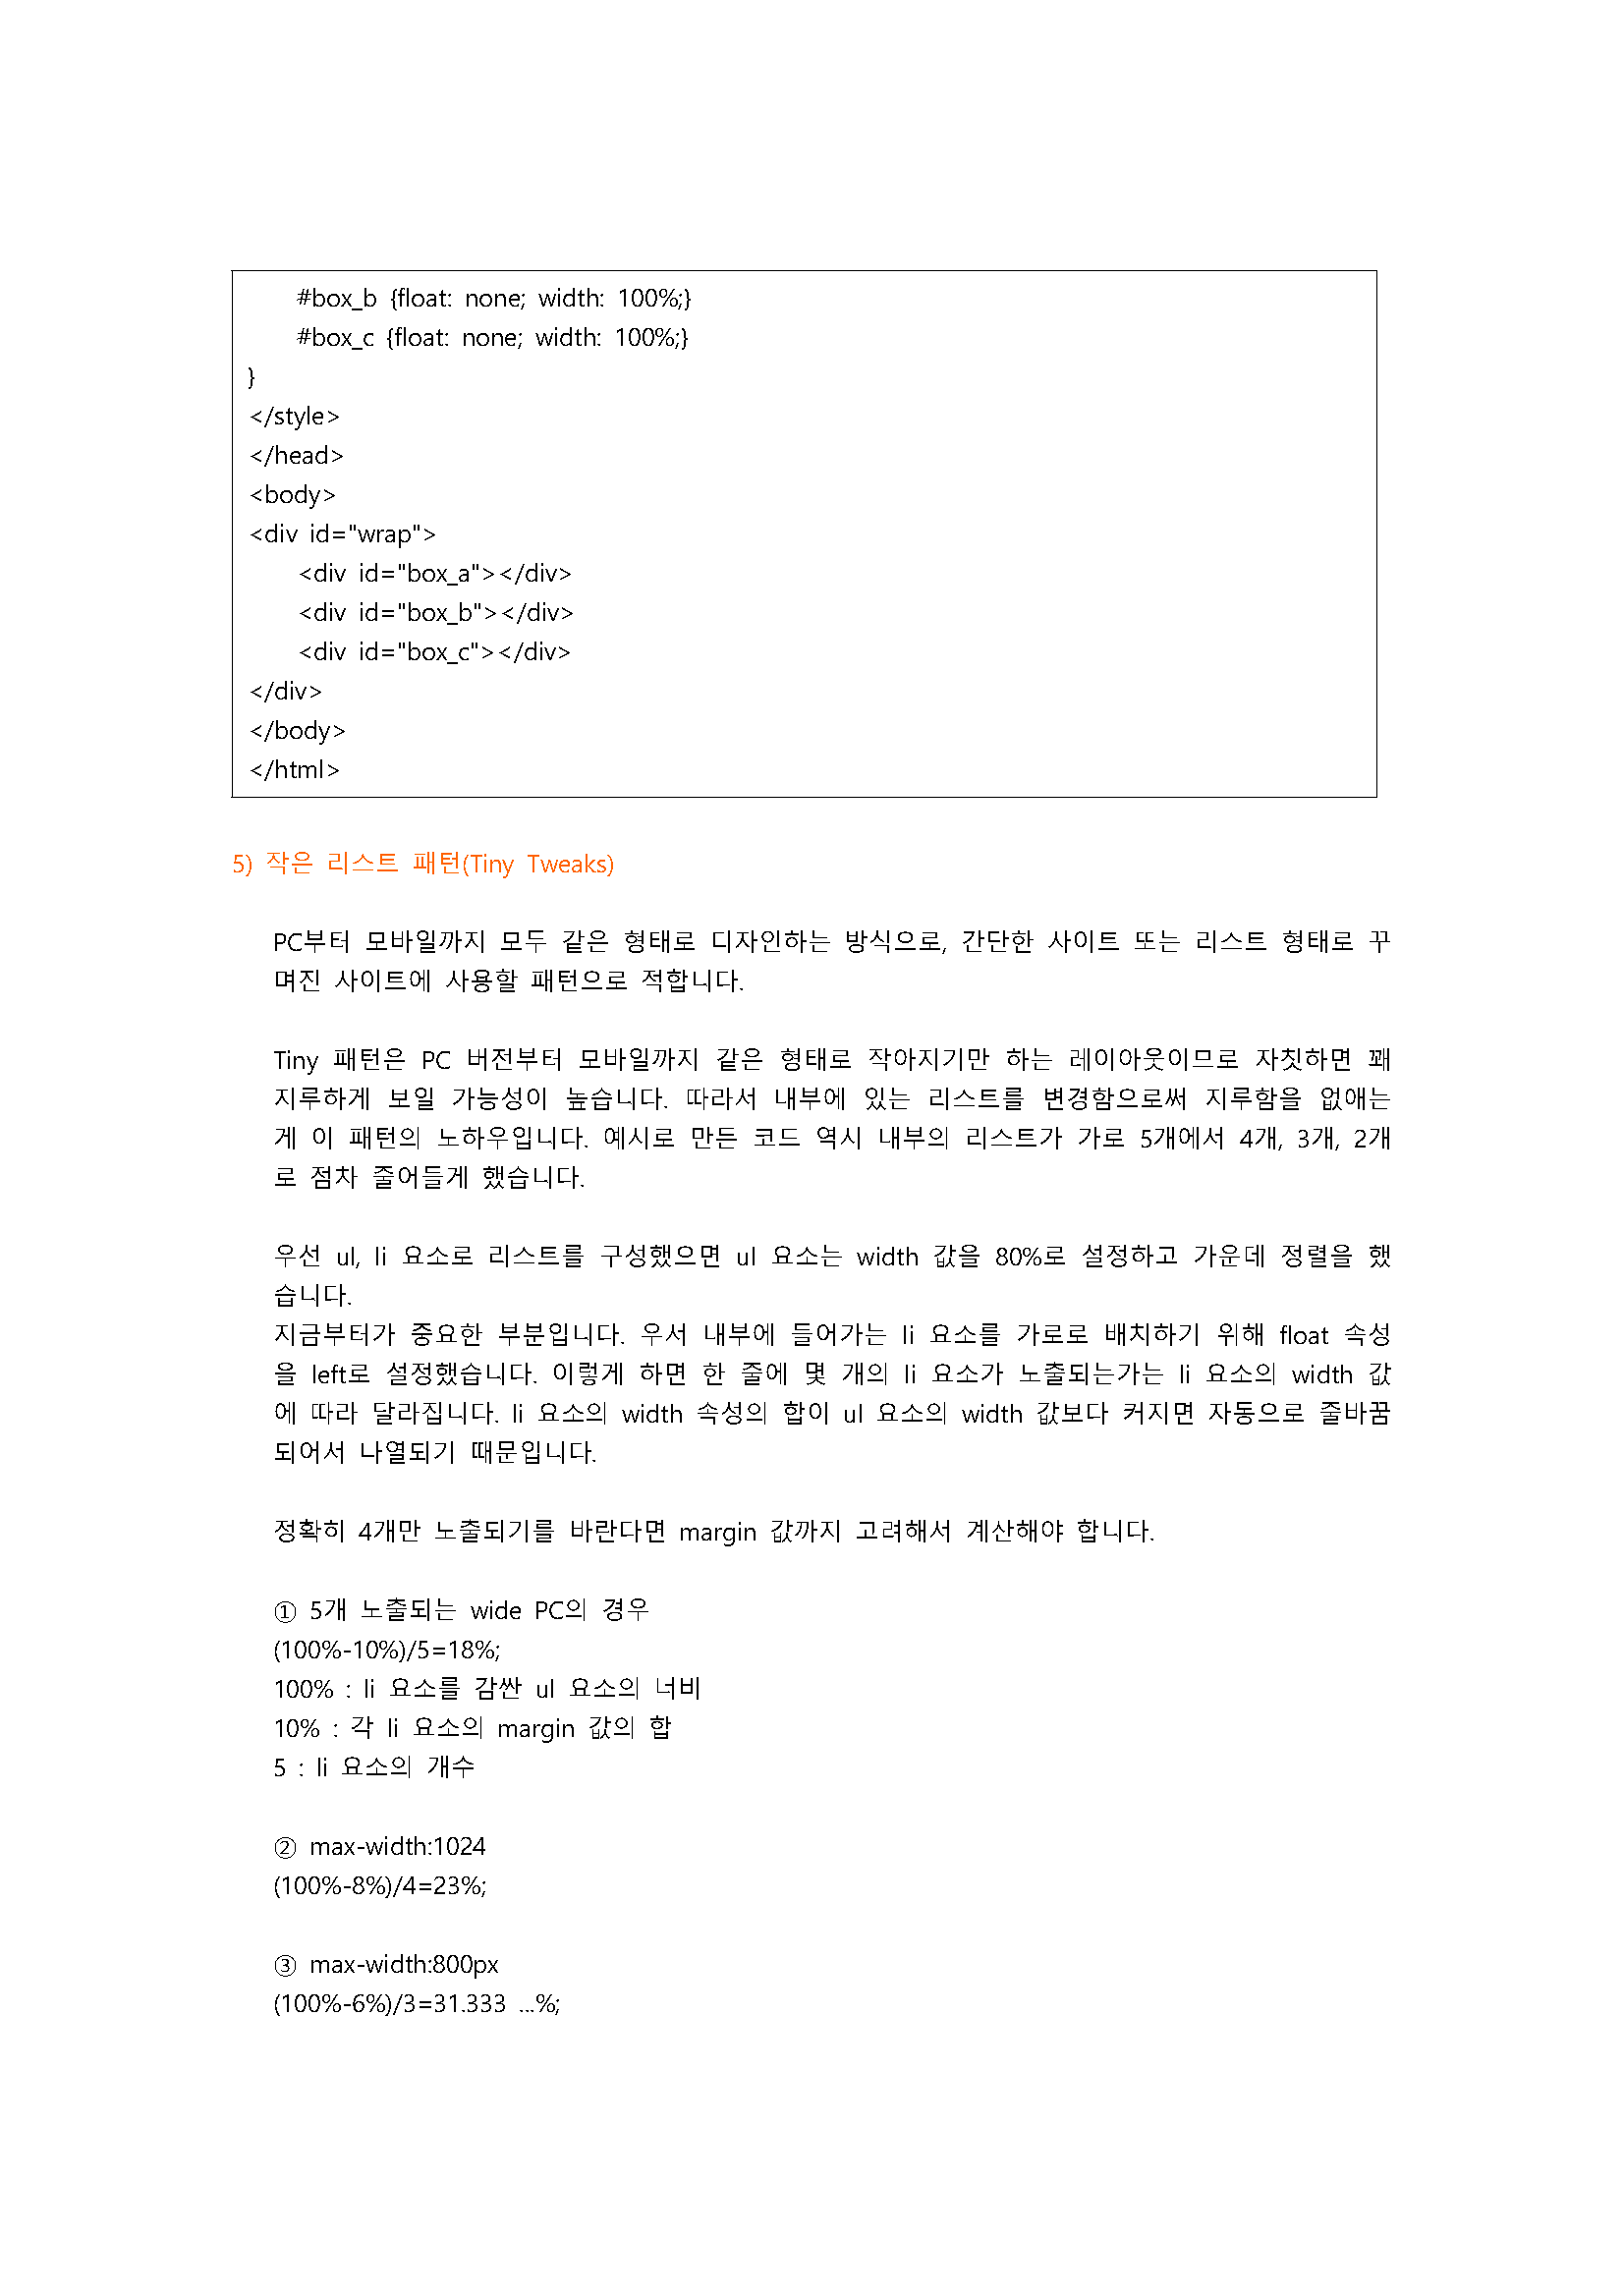 #box_b {float: none; width: 100%;}
#box_c {float: none; width: 100%;}
}
</style>
</head>
<body>
<div id="wrap">
<div id="box_a"></div>
<div id="box_b"></div>
<div id="box_c"></div>
</div>
</body>
</html>
5) 작은 리스트 패턴(Tiny Tweaks)
PC부터 모바일까지 모두 같은 형태로 디자인하는 방식으로, 간단한 사이트 또는 리스트 형태로 꾸
며진 사이트에 사용할 패턴으로 적합니다.
Tiny 패턴은 PC 버전부터 모바일까지 같은 형태로 작아지기만 하는 레이아웃이므로 자칫하면 꽤
지루하게 보일 가능성이 높습니다. 따라서 내부에 있는 리스트를 변경함으로써 지루함을 없애는
게 이 패턴의 노하우입니다. 예시로 만든 코드 역시 내부의 리스트가 가로 5개에서 4개, 3개, 2개
로 점차 줄어들게 했습니다.
우선 ul, li 요소로 리스트를 구성했으면 ul 요소는 width 값을 80%로 설정하고 가운데 정렬을 했
습니다.
지금부터가 중요한 부분입니다. 우서 내부에 들어가는 li 요소를 가로로 배치하기 위해 float 속성
을 left로 설정했습니다. 이렇게 하면 한 줄에 몇 개의 li 요소가 노출되는가는 li 요소의 width 값
에 따라 달라집니다. li 요소의 width 속성의 합이 ul 요소의 width 값보다 커지면 자동으로 줄바꿈
되어서 나열되기 때문입니다.
정확히 4개만 노출되기를 바란다면 margin 값까지 고려해서 계산해야 합니다.
① 5개 노출되는 wide PC의 경우
(100%-10%)/5=18%;
100% : li 요소를 감싼 ul 요소의 너비
10% : 각 li 요소의 margin 값의 합
5 : li 요소의 개수
② max-width:1024
(100%-8%)/4=23%;
③ max-width:800px
(100%-6%)/3=31.333 ...%;